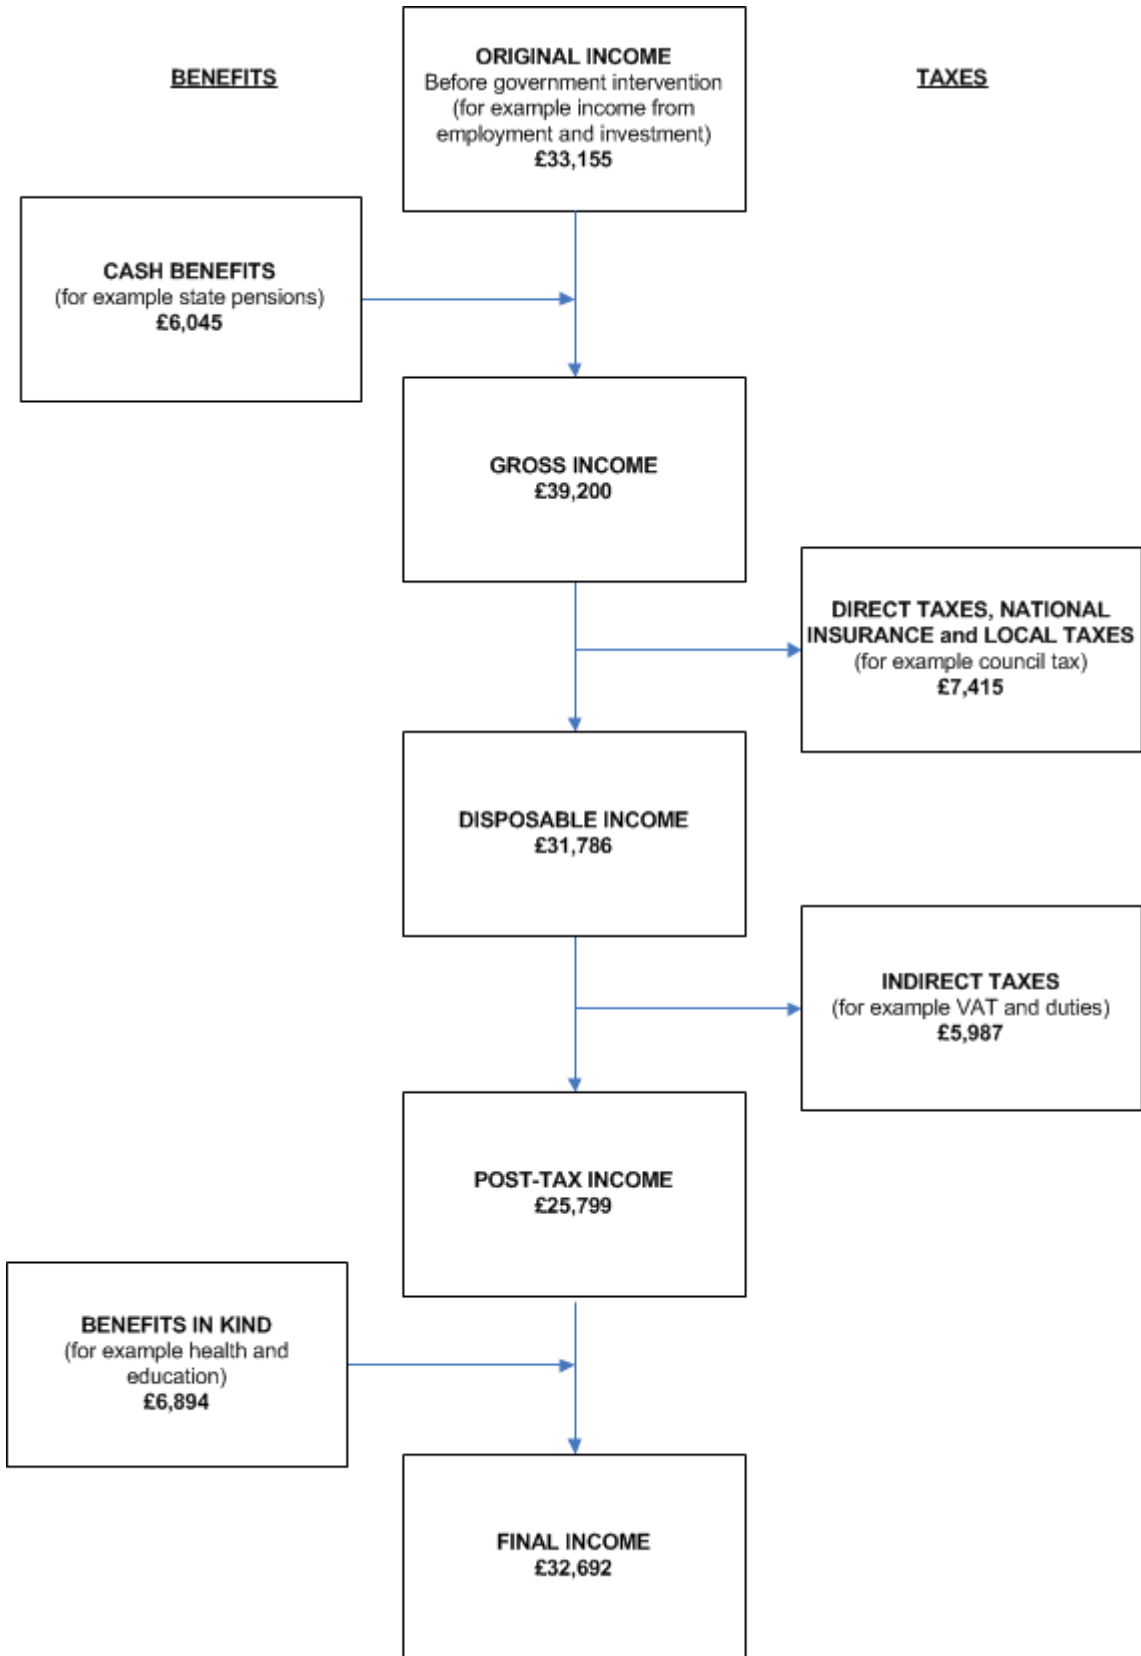 BENEFITS
ORIGINAL INCOME
Before government intervention
(for example income from
employment and investment)
£33,155
TAXES
CASH BENEFITS
(for example state pensions)
£6,045
GROSS INCOME
£39,200
DIRECT TAXES, NATIONAL
INSURANCE and LOCAL TAXES
(for example council tax)
£7,415
DISPOSABLE INCOME
£31,786
INDIRECT TAXES
(for example VAT and duties)
£5,987
POST-TAX INCOME
£25,799
BENEFITS IN KIND
(for example health and
education)
£6,894
FINAL INCOME
£32,692